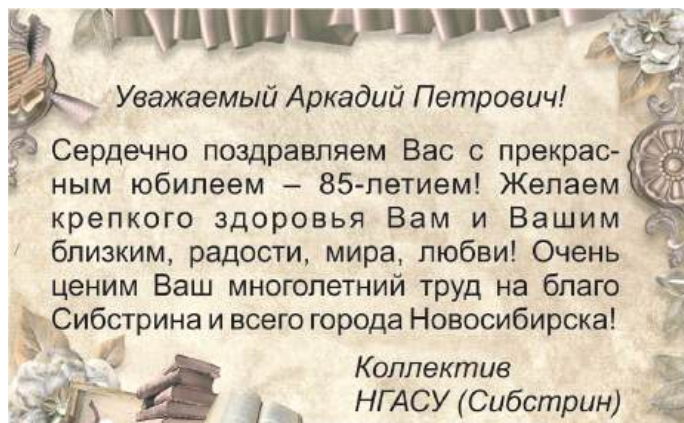 Уважаемый Аркадий Петрович!
Сердечно поздравляем Вас с прекрас-
ным юбилеем – 85-летием! Желаем
крепкого здоровья Вам и Вашим
близким, радости, мира, любви! Очень
ценим Ваш многолетний труд на благо
Сибстрина и всего города Новосибирска!
Коллектив
НГАСУ (Сибстрин)